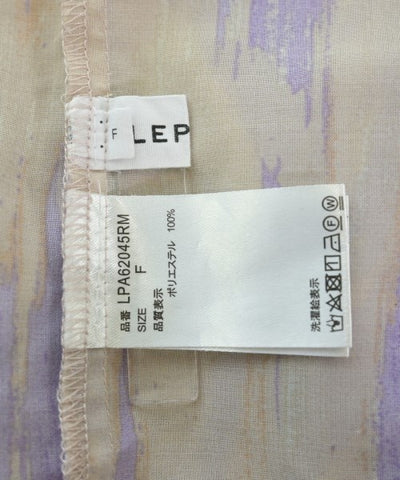 F
LEP
品番 LPA62045RM
SIZE F
品質表示
ポリエステル 100%
洗濯絵表示